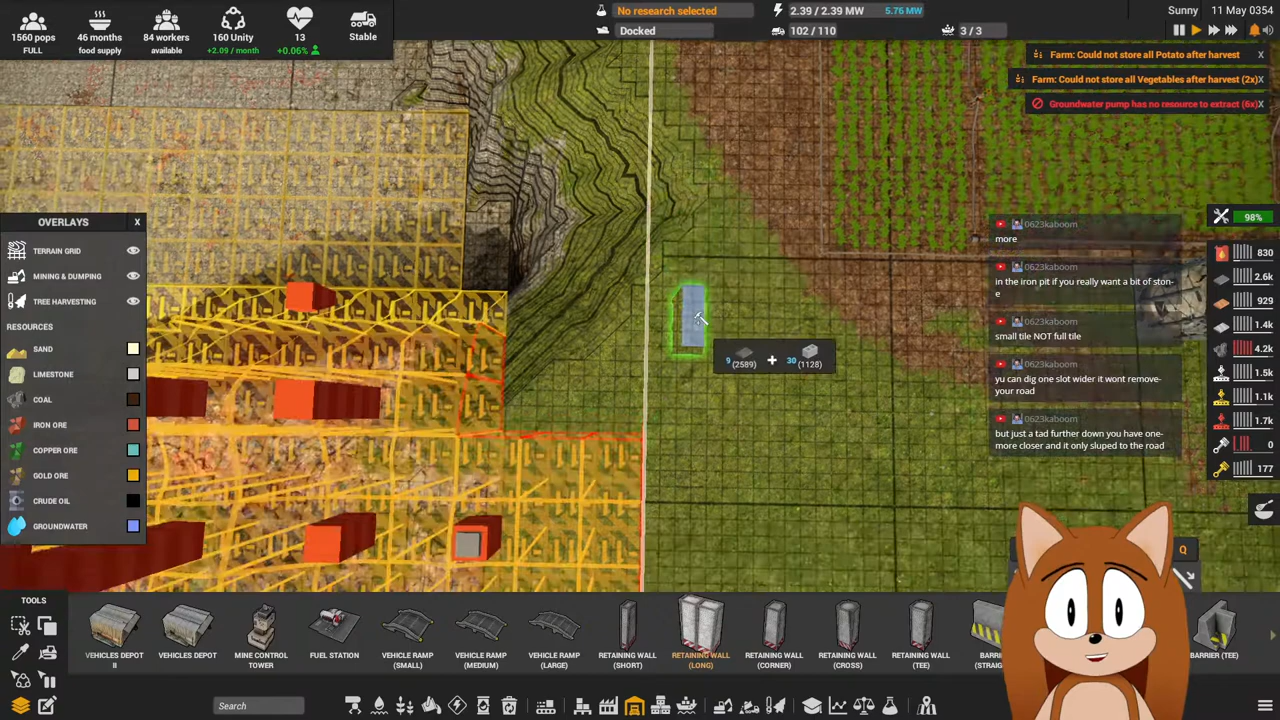 1560 pops
FULL
46 months
food supply
84 workers
available
160 Unity
+2.09 / month
13
+0.06%
Stable
No research selected
Docked
2.39 / 2.39 MW
5.76 MW
102 / 110
3 / 3
Sunny
11 May 0354
Farm: Could not store all Potato after harvest
X
Farm: Could not store all Vegetables after harvest (2x)
X
Groundwater pump has no resource to extract (6x)
X
OVERLAYS
X
TERRAIN GRID
MINING & DUMPING
TREE HARVESTING
RESOURCES
SAND
LIMESTONE
COAL
IRON ORE
COPPER ORE
GOLD ORE
CRUDE OIL
GROUNDWATER
9
(2589)
+
30
(1128)
0623kaboom
more
0623kaboom
in the iron pit if you really want a bit of ston-
e
0623kaboom
small tile NOT full tile
0623kaboom
yu can dig one slot wider it wont remove-
your road
0623kaboom
but just a tad further down you have one-
more closer and it only sluped to the road
98%
830
2.6k
929
1.4k
4.2k
1.5k
1.1k
1.7k
0
177
Q
TOOLS
VEHICLES DEPOT
II
VEHICLES DEPOT
MINE CONTROL
TOWER
FUEL STATION
VEHICLE RAMP
(SMALL)
VEHICLE RAMP
(MEDIUM)
VEHICLE RAMP
(LARGE)
RETAINING WALL
(SHORT)
RETAINING WALL
(LONG)
RETAINING WALL
(CORNER)
RETAINING WALL
(CROSS)
RETAINING WALL
(TEE)
BARRIER (TEE)
Search